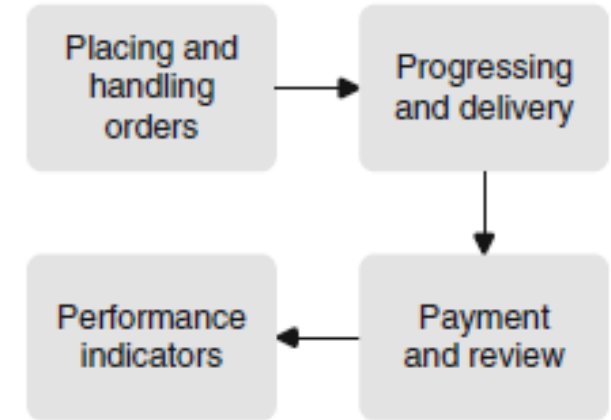 Placing and
handling
orders
Progressing
and delivery
Payment
and review
Performance
indicators